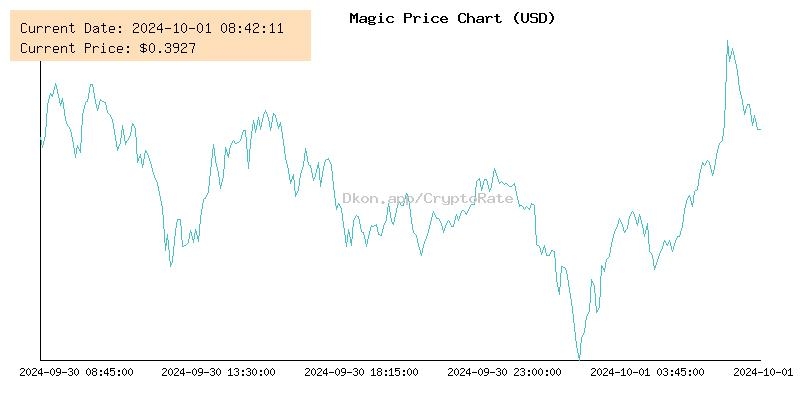 Magic Price Chart (USD)
Current Date: 2024-10-01 08:42:11
Current Price: $0.3927
Dkon.app/CryptoRate
2024-09-30 08:45:00 2024-09-30 13:30:00 2024-09-30 18:15:00 2024-09-30 23:00:00 2024-10-01 03:45:00 2024-10-01